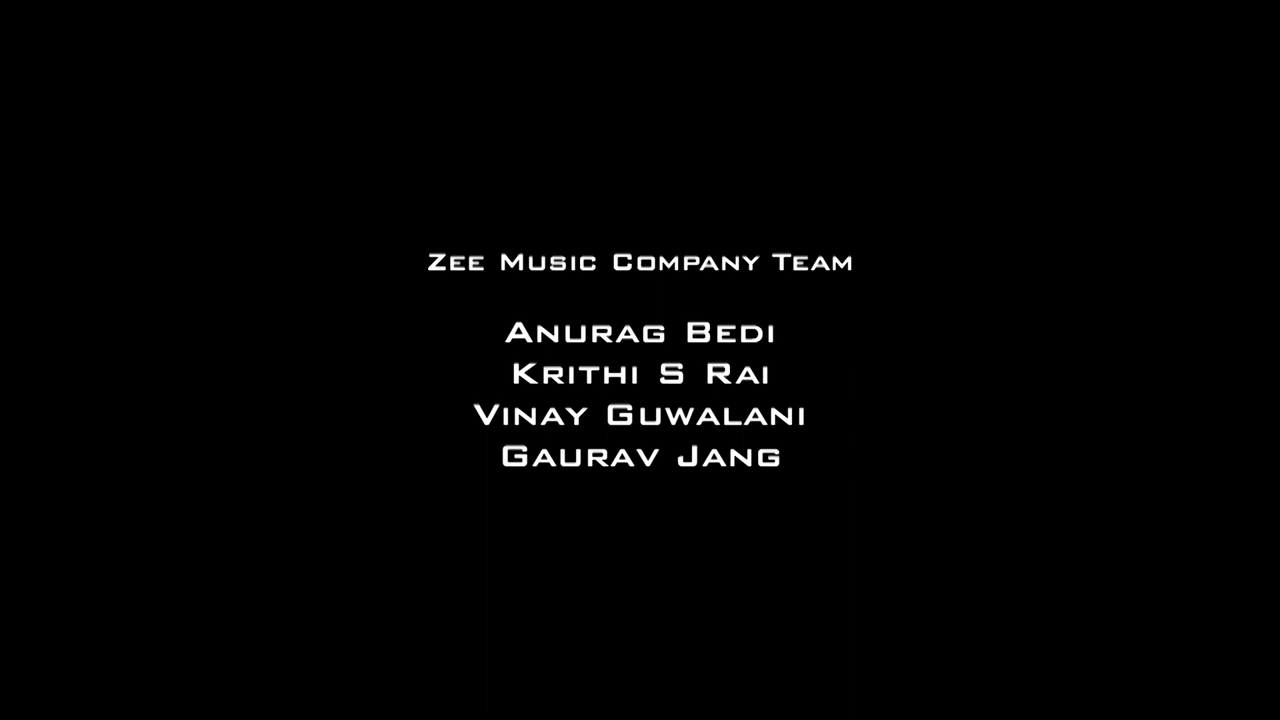 Zee Music Company Team
Anurag Bedi
Krithi S Rai
Vinay Guwalani
Gaurav Jang